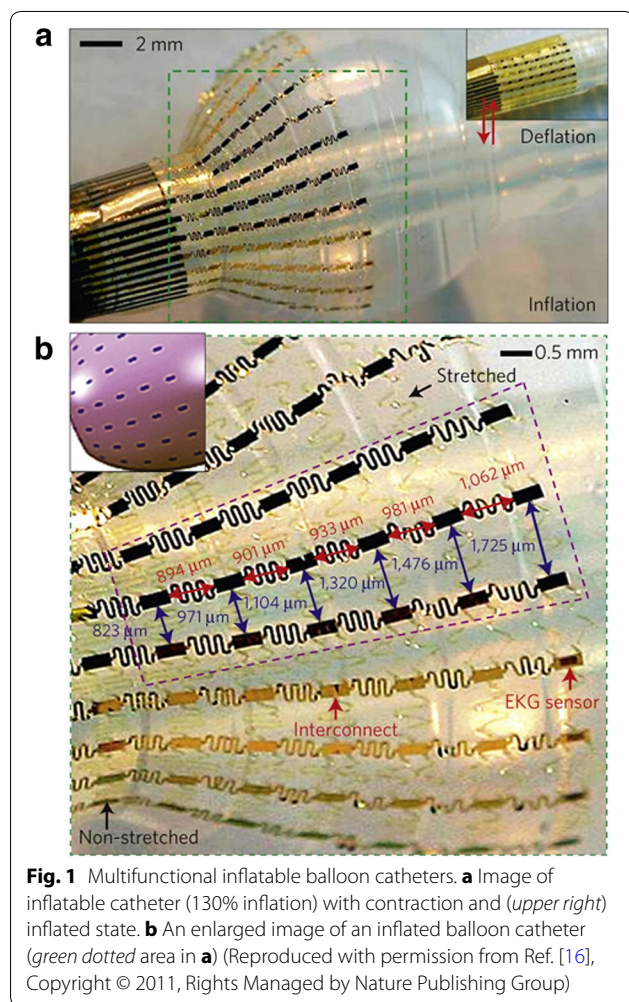 a
2 mm
Deflation
Inflation
b
0.5 mm
Stretched
1,062 µm
981 µm
933 µm
901 µm
894 µm
1,725 µm
1,476 µm
1,320 µm
1,104 µm
971 µm
823 µm
EKG sensor
Interconnect
Non-stretched
Fig. 1 Multifunctional inflatable balloon catheters. a Image of
inflatable catheter (130% inflation) with contraction and (upper right)
inflated state. b An enlarged image of an inflated balloon catheter
(green dotted area in a) (Reproduced with permission from Ref. [16],
Copyright © 2011, Rights Managed by Nature Publishing Group)